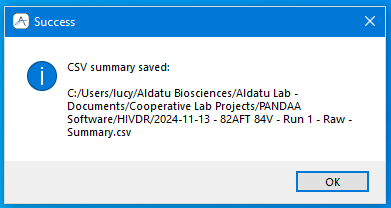 Success
CSV summary saved:
C:/Users/lucy/Aldatu Biosciences/Aldatu Lab -
Documents/Cooperative Lab Projects/PANDAA
Software/HIVDR/2024-11-13 - 82AFT 84V - Run 1 - Raw -
Summary.csv
OK